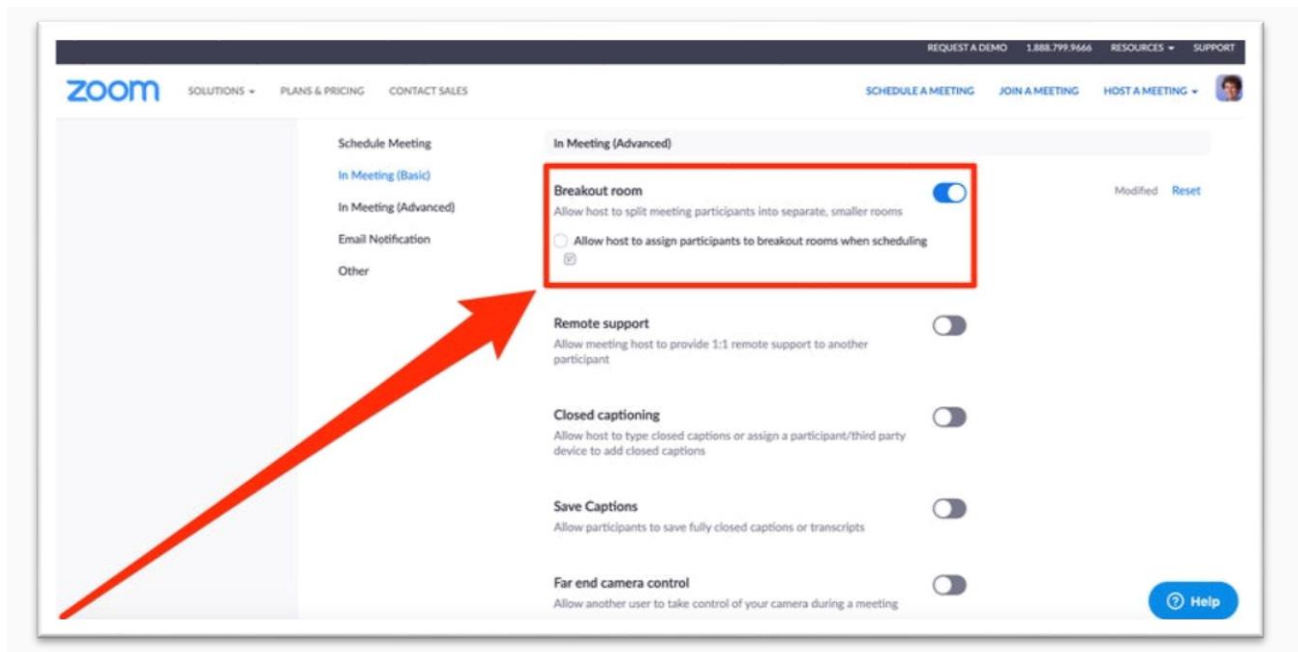 REQUEST A DEMO 1.888.799.9666 RESOURCES SUPPORT
zoom SOLUTIONS PLANS & PRICING CONTACT SALES SCHEDULE A MEETING JOIN A MEETING HOST A MEETING
Schedule Meeting
In Meeting (Basic)
In Meeting (Advanced)
Email Notification
Other
In Meeting (Advanced)
Breakout room
Modified Reset
Allow host to split meeting participants into separate, smaller rooms
Allow host to assign participants to breakout rooms when scheduling
Remote support
Allow meeting host to provide 1:1 remote support to another
participant
Closed captioning
Allow host to type closed captions or assign a participant/third party
device to add closed captions
Save Captions
Allow participants to save fully closed captions or transcripts
Far end camera control
Allow another user to take control of your camera during a meeting
Help